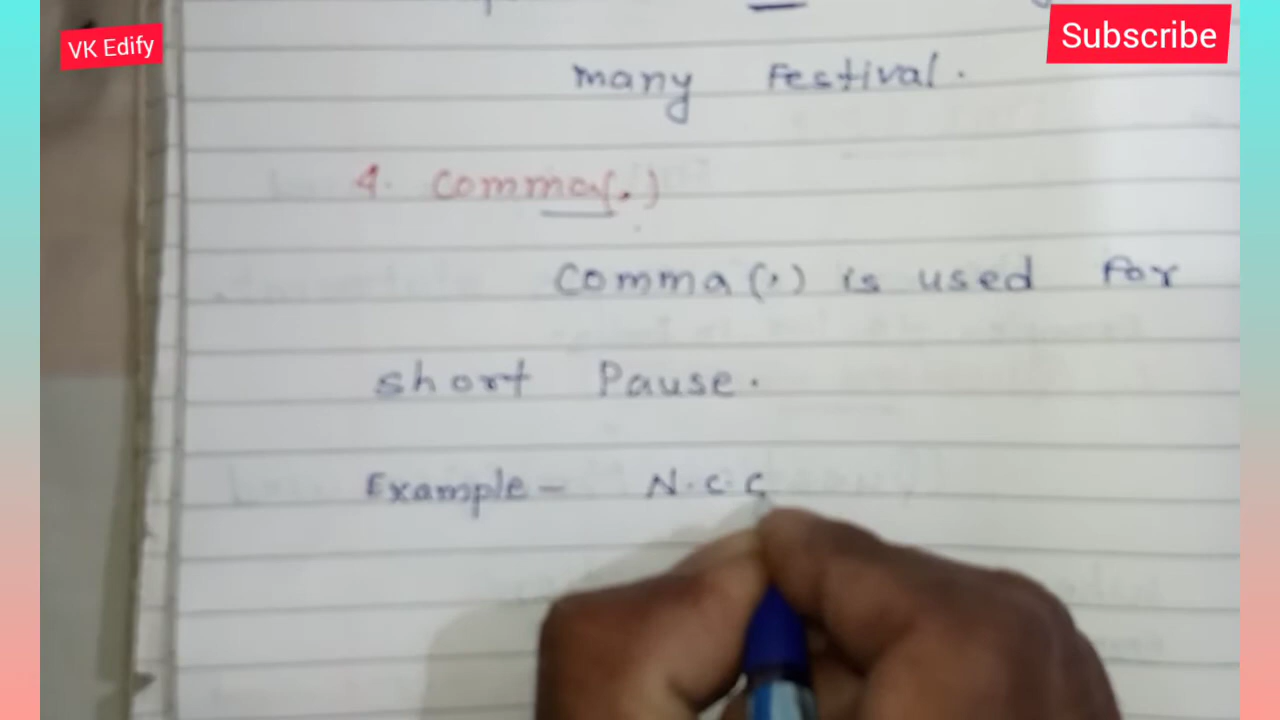 VK Edify
Subscribe
many Festival.
4. Comma(.)
Comma (.) is used for
short Pause.
Example - N.C.C